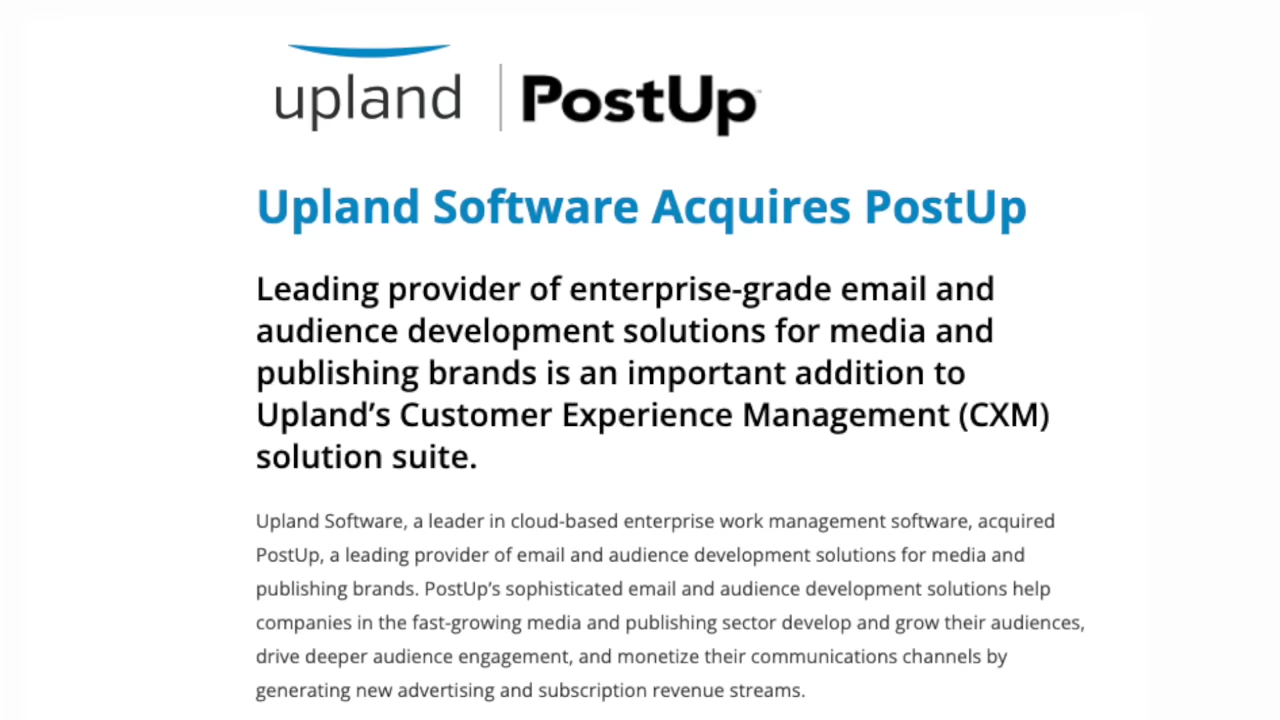 upland | PostUp
Upland Software Acquires PostUp
Leading provider of enterprise-grade email and
audience development solutions for media and
publishing brands is an important addition to
Upland’s Customer Experience Management (CXM)
solution suite.
Upland Software, a leader in cloud-based enterprise work management software, acquired
PostUp, a leading provider of email and audience development solutions for media and
publishing brands. PostUp’s sophisticated email and audience development solutions help
companies in the fast-growing media and publishing sector develop and grow their audiences,
drive deeper audience engagement, and monetize their communications channels by
generating new advertising and subscription revenue streams.